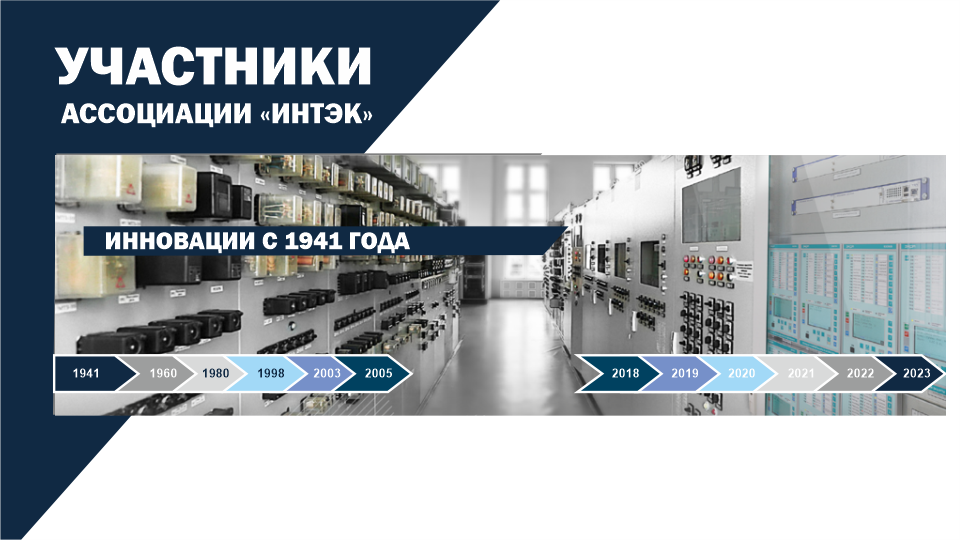 УЧАСТНИКИ
АССОЦИАЦИИ «ИНТЭК»
ИННОВАЦИИ С 1941 ГОДА
1941 1960 1980 1998 2003 2005 2018 2019 2020 2021 2022 2023